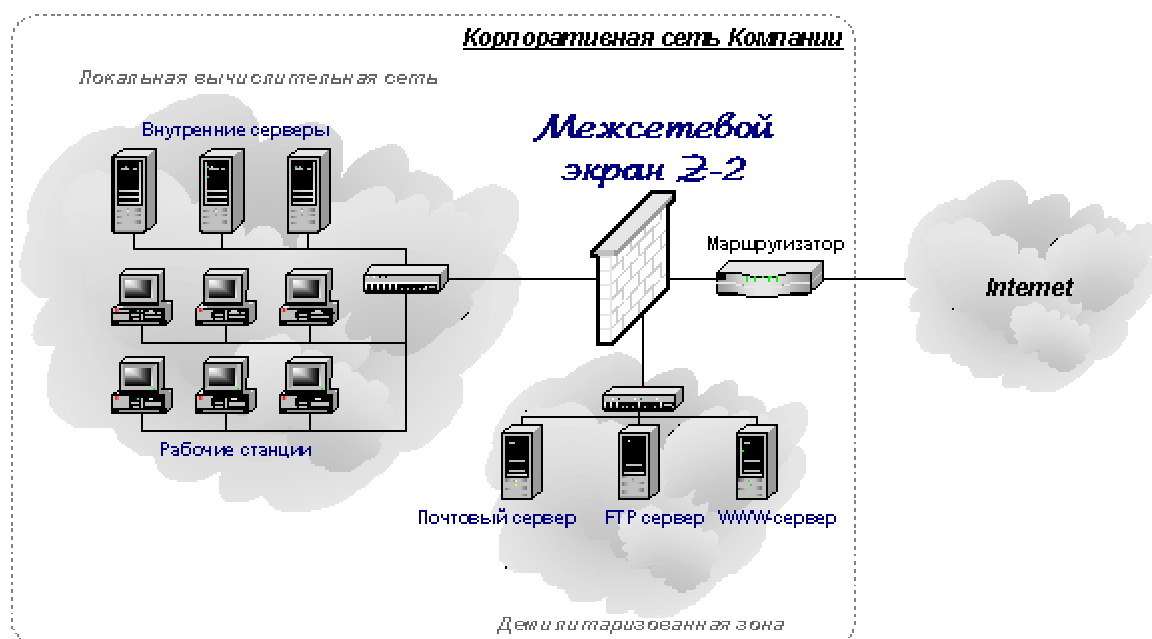 Корпоративная сеть Компании
Локальная вычислительная сеть
Внутренние серверы
Межсетевой
экран Z-2
Маршрутизатор
Internet
Рабочие станции
Почтовый сервер
FTP сервер
WWW-сервер
Демилитаризованная зона